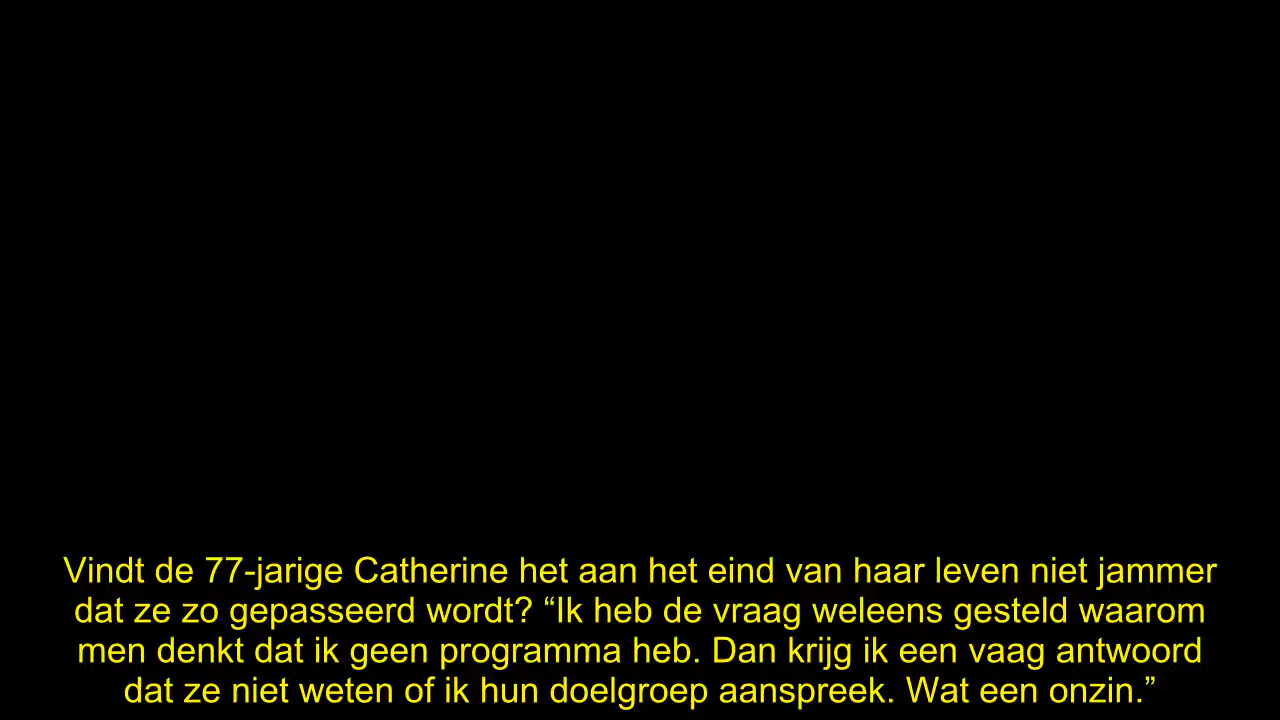 Vindt de 77-jarige Catherine het aan het eind van haar leven niet jammer
dat ze zo gepasseerd wordt? “Ik heb de vraag weleens gesteld waarom
men denkt dat ik geen programma heb. Dan krijg ik een vaag antwoord
dat ze niet weten of ik hun doelgroep aanspreek. Wat een onzin.”